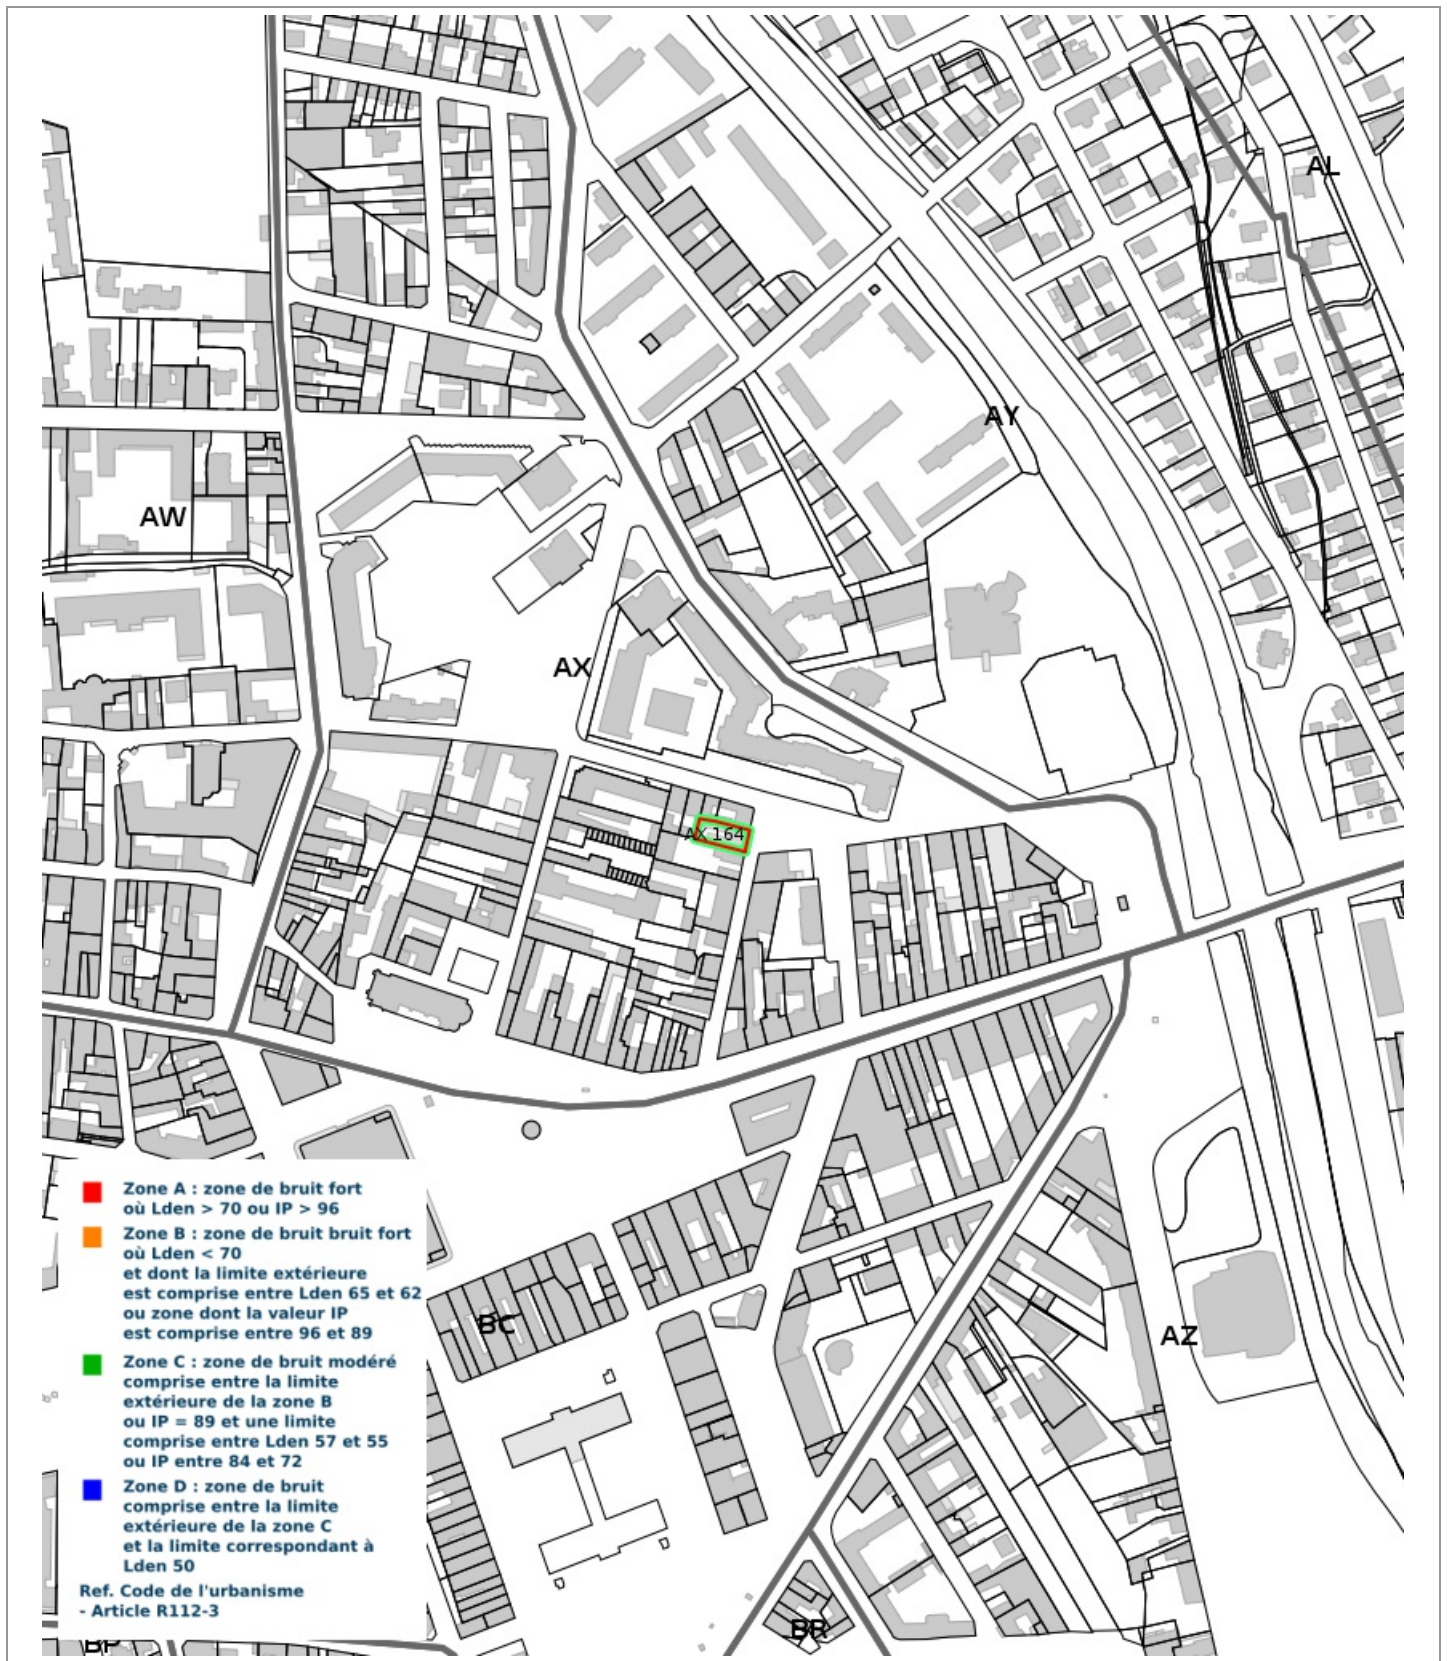 AL
AY
AW
AX
AX 164
Zone A : zone de bruit fort
où Lden > 70 ou IP > 96
Zone B : zone de bruit bruit fort
où Lden < 70
et dont la limite extérieure
est comprise entre Lden 65 et 62
ou zone dont la valeur IP
est comprise entre 96 et 89
Zone C : zone de bruit modéré
comprise entre la limite
extérieure de la zone B
ou IP = 89 et une limite
comprise entre Lden 57 et 55
ou IP entre 84 et 72
Zone D : zone de bruit
comprise entre la limite
extérieure de la zone C
et la limite correspondant à
Lden 50
Ref. Code de l'urbanisme
- Article R112-3
BC
AZ
BR
BP